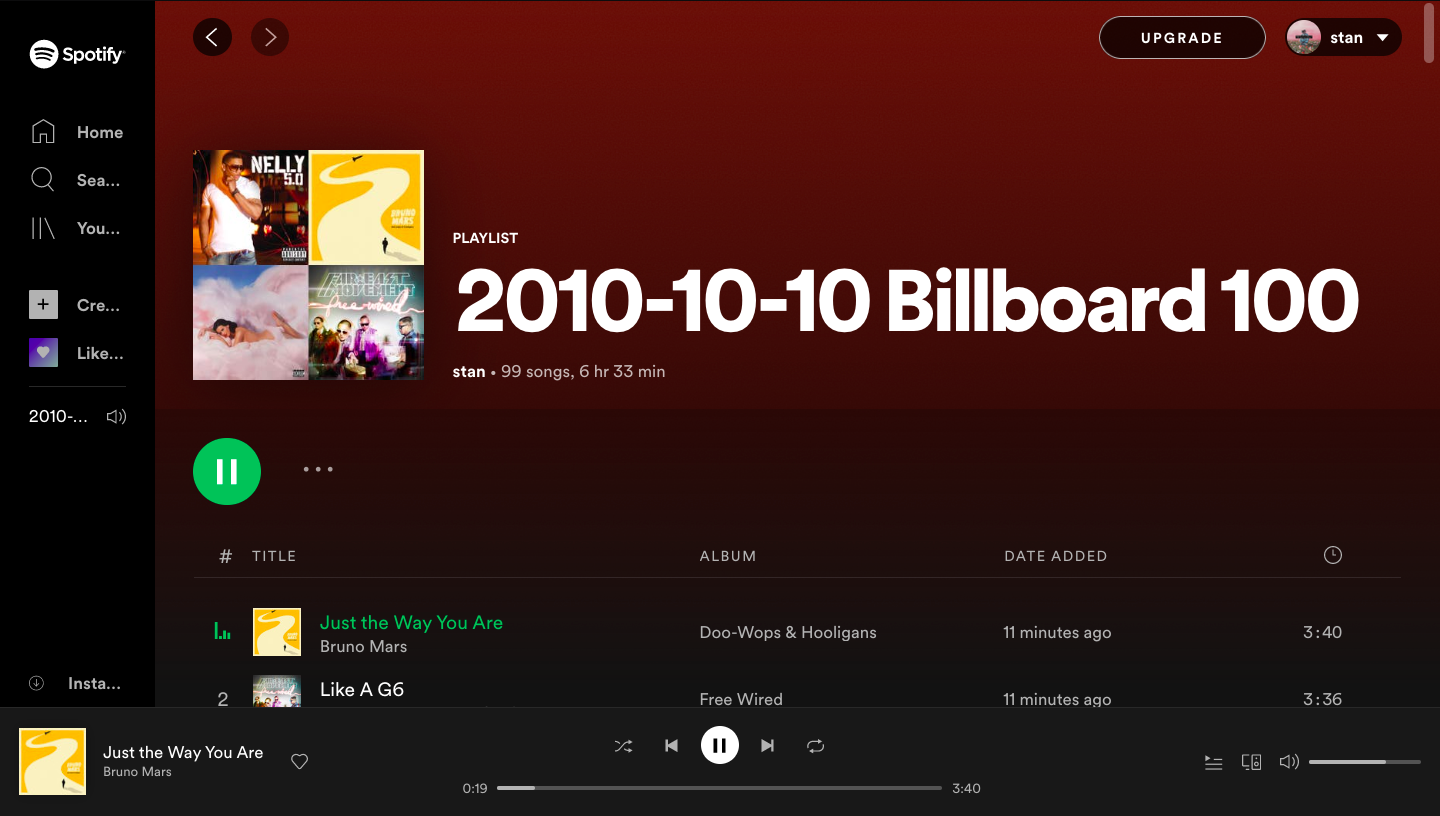 Spotify
UPGRADE
stan
Home
Sea...
You...
Cre...
Like...
2010-...
Insta...
NELLY
5.0
BRUNO
MARS
FAR EAST
MOVEMENT
free wired
PLAYLIST
2010-10-10 Billboard 100
stan • 99 songs, 6 hr 33 min
# TITLE ALBUM DATE ADDED
Just the Way You Are
Bruno Mars
Doo-Wops & Hooligans 11 minutes ago 3:40
2 Like A G6 Free Wired 11 minutes ago 3:36
Just the Way You Are
Bruno Mars
0:19 3:40